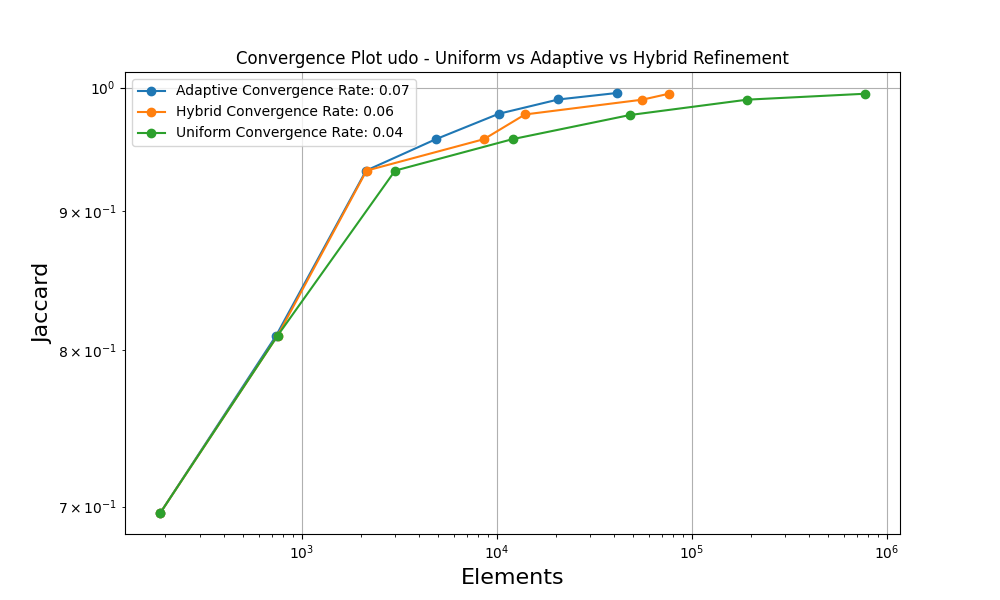 Convergence Plot udo - Uniform vs Adaptive vs Hybrid Refinement
Adaptive Convergence Rate: 0.07
Hybrid Convergence Rate: 0.06
Uniform Convergence Rate: 0.04
10⁰
9 × 10⁻¹
8 × 10⁻¹
7 × 10⁻¹
Jaccard
10³ 10⁴ 10⁵ 10⁶
Elements